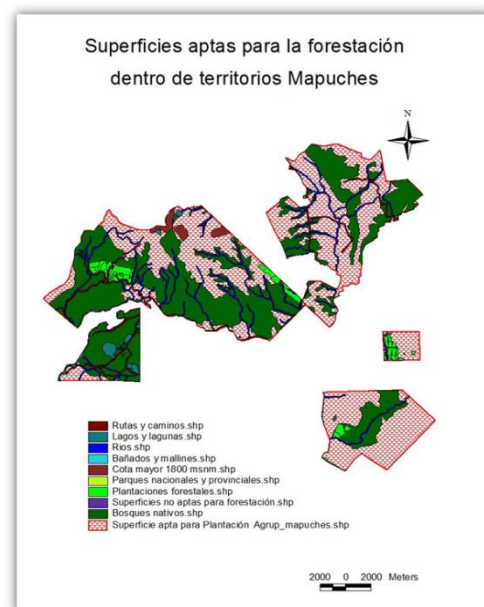 Superficies aptas para la forestación
dentro de territorios Mapuches
N
Rutas y caminos.shp
Lagos y lagunas.shp
Rios.shp
Bañados y mallines.shp
Cota mayor 1800 msnm.shp
Parques nacionales y provinciales.shp
Plantaciones forestales.shp
Superficies no aptas para forestación.shp
Bosques nativos.shp
Superficie apta para Plantación Agrup_mapuches.shp
2000 0 2000 Meters